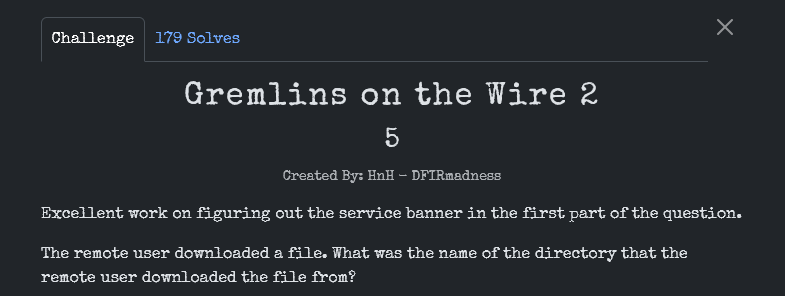 Challenge 179 Solves
Gremlins on the Wire 2
5
Created By: HnH - DFIRmadness
Excellent work on figuring out the service banner in the first part of the question.
The remote user downloaded a file. What was the name of the directory that the
remote user downloaded the file from?